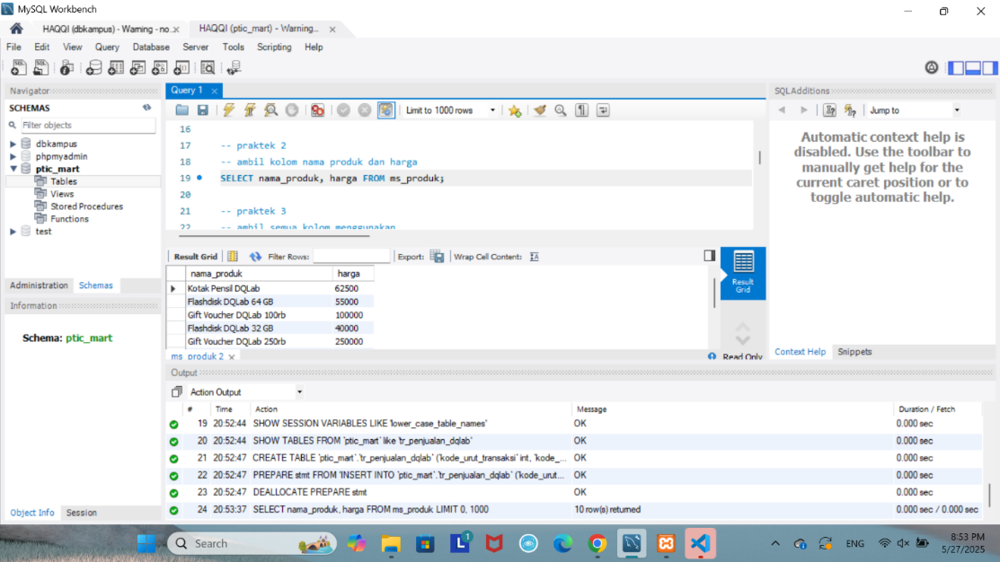 MySQL Workbench
HAQQI (dbkampus) - Warning - no..
HAQQI (ptic_mart) - Warning...
File Edit View Query Database Server Tools Scripting Help
Navigator
SCHEMAS
Filter objects
dbkampus
phpmyadmin
ptic_mart
Tables
Views
Stored Procedures
Functions
test
Administration Schemas
Information
Schema: ptic_mart
Object Info Session
Query 1
Limit to 1000 rows
16
17 -- praktek 2
18 -- ambil kolom nama produk dan harga
19 SELECT nama_produk, harga FROM ms_produk;
20
21 -- praktek 3
22 -- ambil semua kolom menggunakan
Result Grid Filter Rows: Export: Wrap Cell Content:
nama_produk harga
Kotak Pensil DQLab 62500
Flashdisk DQLab 64 GB 55000
Gift Voucher DQLab 100rb 100000
Flashdisk DQLab 32 GB 40000
Gift Voucher DQLab 250rb 250000
Result
Grid
ms_produk 2
Read Only
SQLAdditions
Jump to
Automatic context help is
disabled. Use the toolbar to
manually get help for the
current caret position or to
toggle automatic help.
Context Help Snippets
Output
Action Output
# Time Action Message Duration / Fetch
19 20:52:44 SHOW SESSION VARIABLES LIKE 'lower_case_table_names' OK 0.000 sec
20 20:52:44 SHOW TABLES FROM `ptic_mart` like 'tr_penjualan_dqlab' OK 0.000 sec
21 20:52:47 CREATE TABLE `ptic_mart`.`tr_penjualan_dqlab` (`kode_urut_transaksi` int, `kode_... OK 0.000 sec
22 20:52:47 PREPARE stmt FROM 'INSERT INTO `ptic_mart`.`tr_penjualan_dqlab` (`kode_urut... OK 0.000 sec
23 20:52:47 DEALLOCATE PREPARE stmt OK 0.000 sec
24 20:53:37 SELECT nama_produk, harga FROM ms_produk LIMIT 0, 1000 10 row(s) returned 0.000 sec / 0.000 sec
Search
L
1
ENG
8:53 PM
5/27/2025